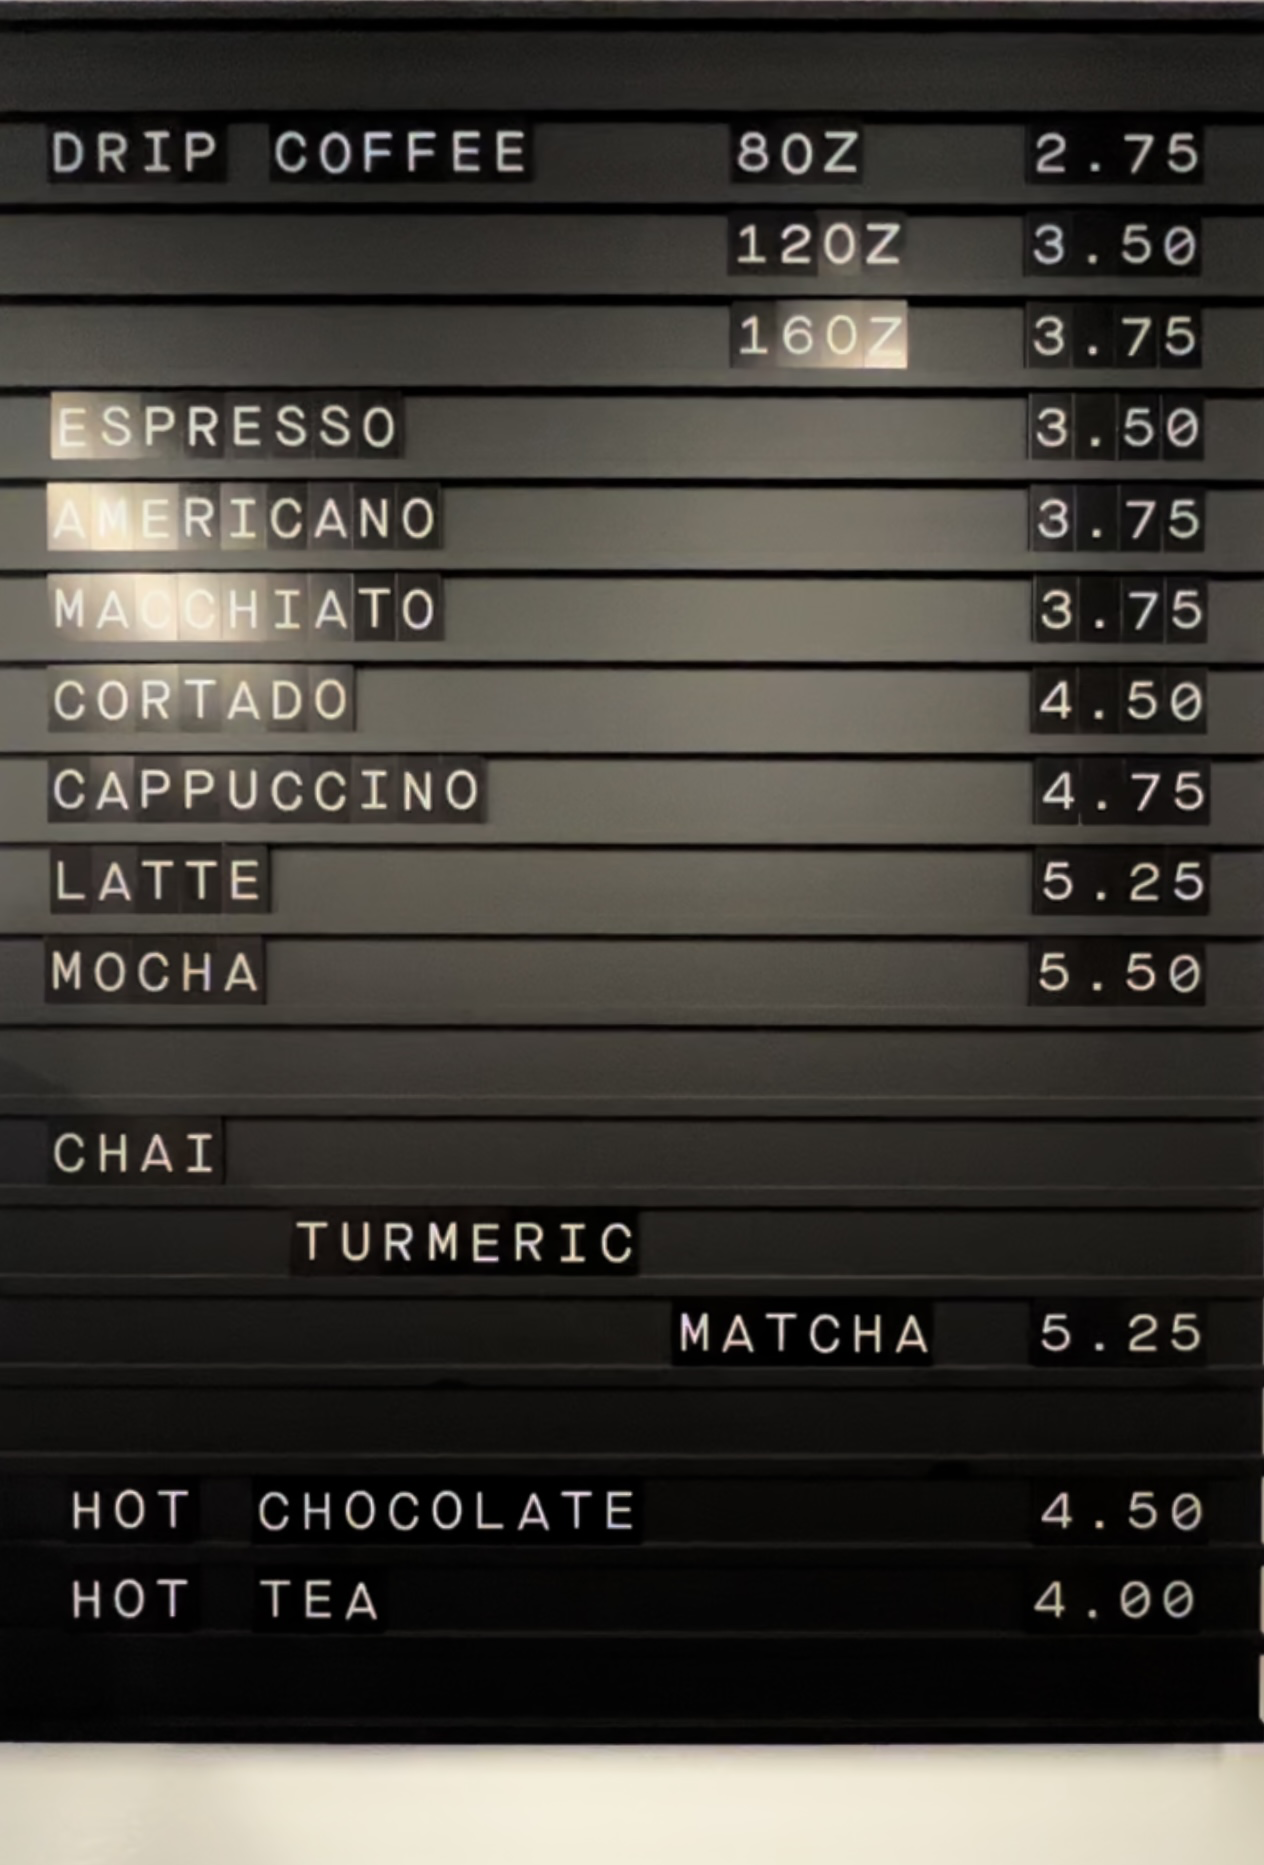 DRIP COFFEE 8OZ 2.75
12OZ 3.50
16OZ 3.75
ESPRESSO 3.50
AMERICANO 3.75
MACCHIATO 3.75
CORTADO 4.50
CAPPUCCINO 4.75
LATTE 5.25
MOCHA 5.50
CHAI
TURMERIC
MATCHA 5.25
HOT CHOCOLATE 4.50
HOT TEA 4.00